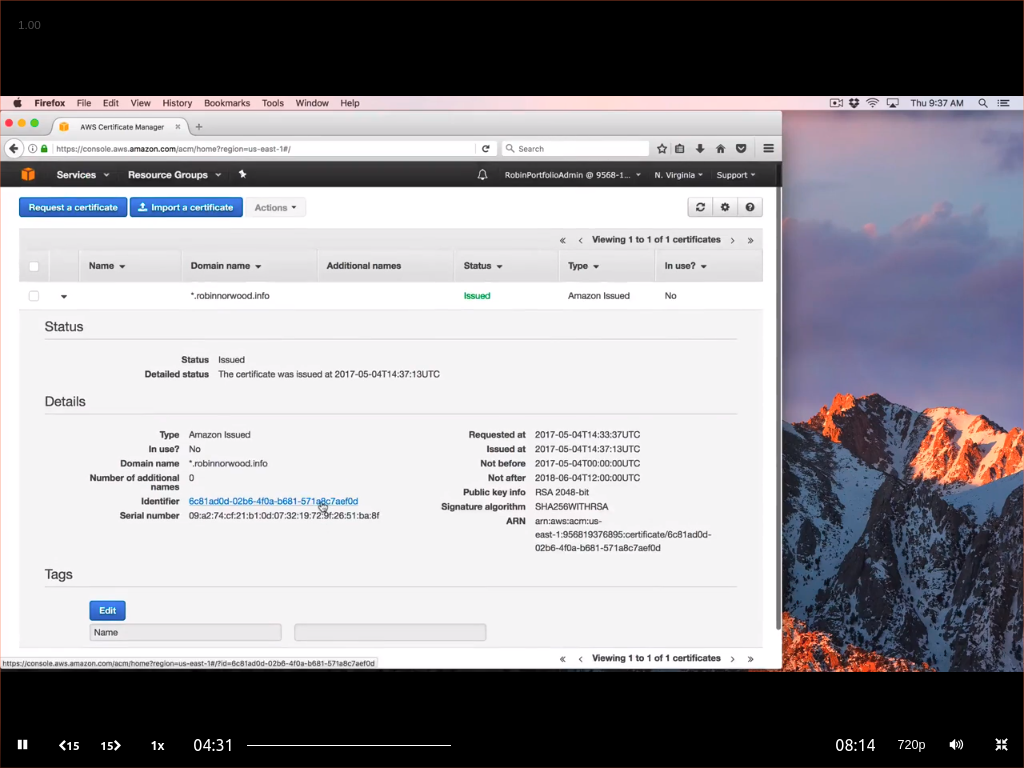 1.00
Firefox File Edit View History Bookmarks Tools Window Help Thu 9:37 AM
AWS Certificate Manager
https://console.aws.amazon.com/acm/home?region=us-east-1#/ Search
Services Resource Groups RobinPortfolioAdmin @ 9568-1... N. Virginia Support
Request a certificate Import a certificate Actions
« ‹ Viewing 1 to 1 of 1 certificates › »
Name Domain name Additional names Status Type In use?
*.robinnorwood.info Issued Amazon Issued No
Status
Status Issued
Detailed status The certificate was issued at 2017-05-04T14:37:13UTC
Details
Type Amazon Issued Requested at 2017-05-04T14:33:37UTC
In use? No Issued at 2017-05-04T14:37:13UTC
Domain name *.robinnorwood.info Not before 2017-05-04T00:00:00UTC
Number of additional names 0 Not after 2018-06-04T12:00:00UTC
Public key info RSA 2048-bit
Identifier 6c81ad0d-02b6-4f0a-b681-571a8c7aef0d Signature algorithm SHA256WITHRSA
Serial number 09:a2:74:cf:21:b1:0d:07:32:19:72:9f:26:51:ba:8f ARN arn:aws:acm:us-
east-1:956819376895:certificate/6c81ad0d-
02b6-4f0a-b681-571a8c7aef0d
Tags
Edit
Name
https://console.aws.amazon.com/acm/home?region=us-east-1#/?id=6c81ad0d-02b6-4f0a-b681-571a8c7aef0d « ‹ Viewing 1 to 1 of 1 certificates › »
15 15 1x 04:31 08:14 720p